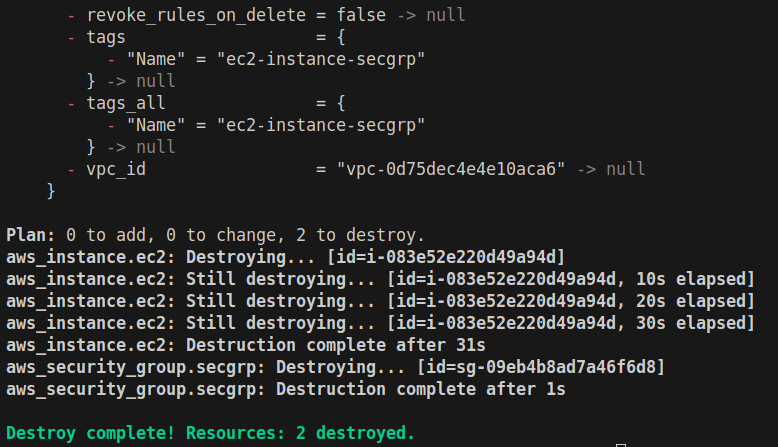 - revoke_rules_on_delete = false -> null
- tags                   = {
- "Name" = "ec2-instance-secgrp"
} -> null
- tags_all               = {
- "Name" = "ec2-instance-secgrp"
} -> null
- vpc_id                 = "vpc-0d75dec4e4e10aca6" -> null
}
Plan: 0 to add, 0 to change, 2 to destroy.
aws_instance.ec2: Destroying... [id=i-083e52e220d49a94d]
aws_instance.ec2: Still destroying... [id=i-083e52e220d49a94d, 10s elapsed]
aws_instance.ec2: Still destroying... [id=i-083e52e220d49a94d, 20s elapsed]
aws_instance.ec2: Still destroying... [id=i-083e52e220d49a94d, 30s elapsed]
aws_instance.ec2: Destruction complete after 31s
aws_security_group.secgrp: Destroying... [id=sg-09eb4b8ad7a46f6d8]
aws_security_group.secgrp: Destruction complete after 1s
Destroy complete! Resources: 2 destroyed.